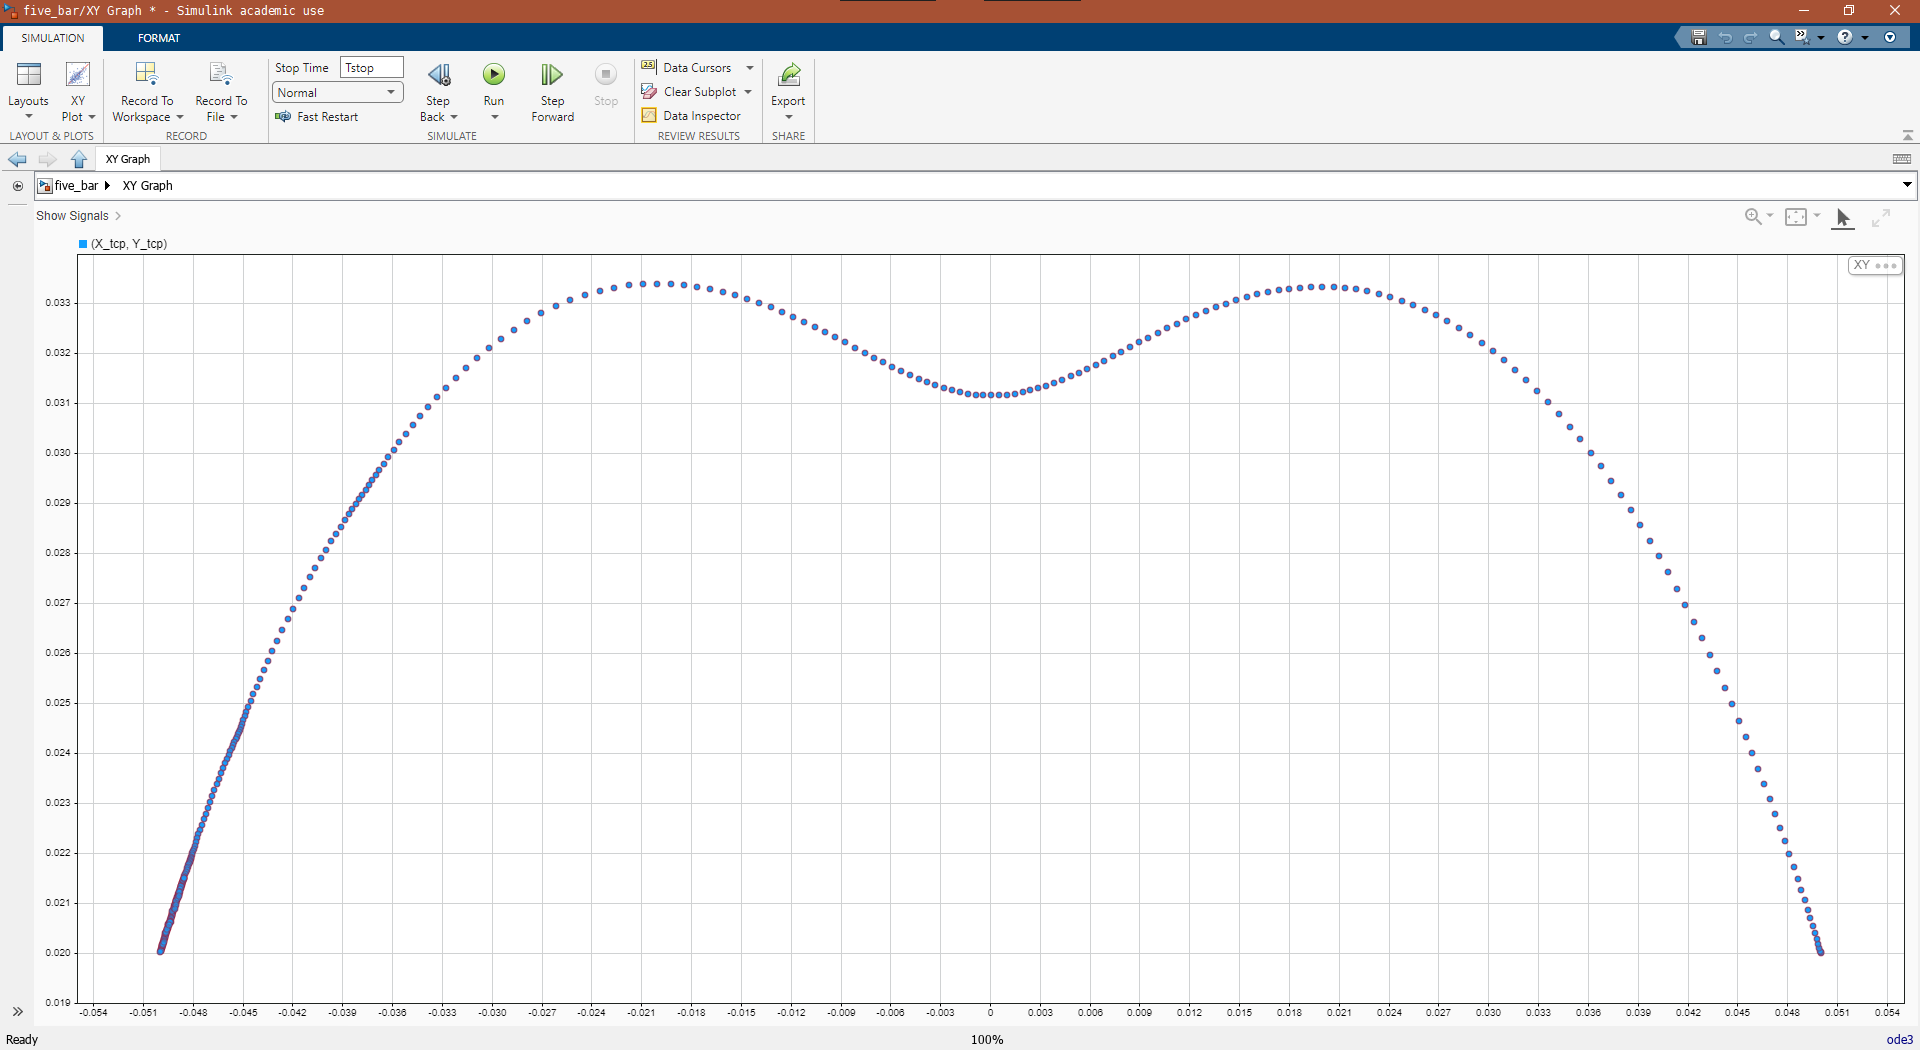 five_bar/XY Graph * - Simulink academic use
SIMULATION FORMAT
Layouts
XY Plot
LAYOUT & PLOTS
Record To Workspace
Record To File
RECORD
Stop Time Tstop
Normal
Fast Restart
Step Back
Run
Step Forward
Stop
SIMULATE
25
Data Cursors
Clear Subplot
Data Inspector
REVIEW RESULTS
Export
SHARE
XY Graph
five_bar XY Graph
Show Signals
(X_tcp, Y_tcp)
XY
0.033
0.032
0.031
0.030
0.029
0.028
0.027
0.026
0.025
0.024
0.023
0.022
0.021
0.020
0.019
-0.054 -0.051 -0.048 -0.045 -0.042 -0.039 -0.036 -0.033 -0.030 -0.027 -0.024 -0.021 -0.018 -0.015 -0.012 -0.009 -0.006 -0.003 0 0.003 0.006 0.009 0.012 0.015 0.018 0.021 0.024 0.027 0.030 0.033 0.036 0.039 0.042 0.045 0.048 0.051 0.054
Ready 100% ode3